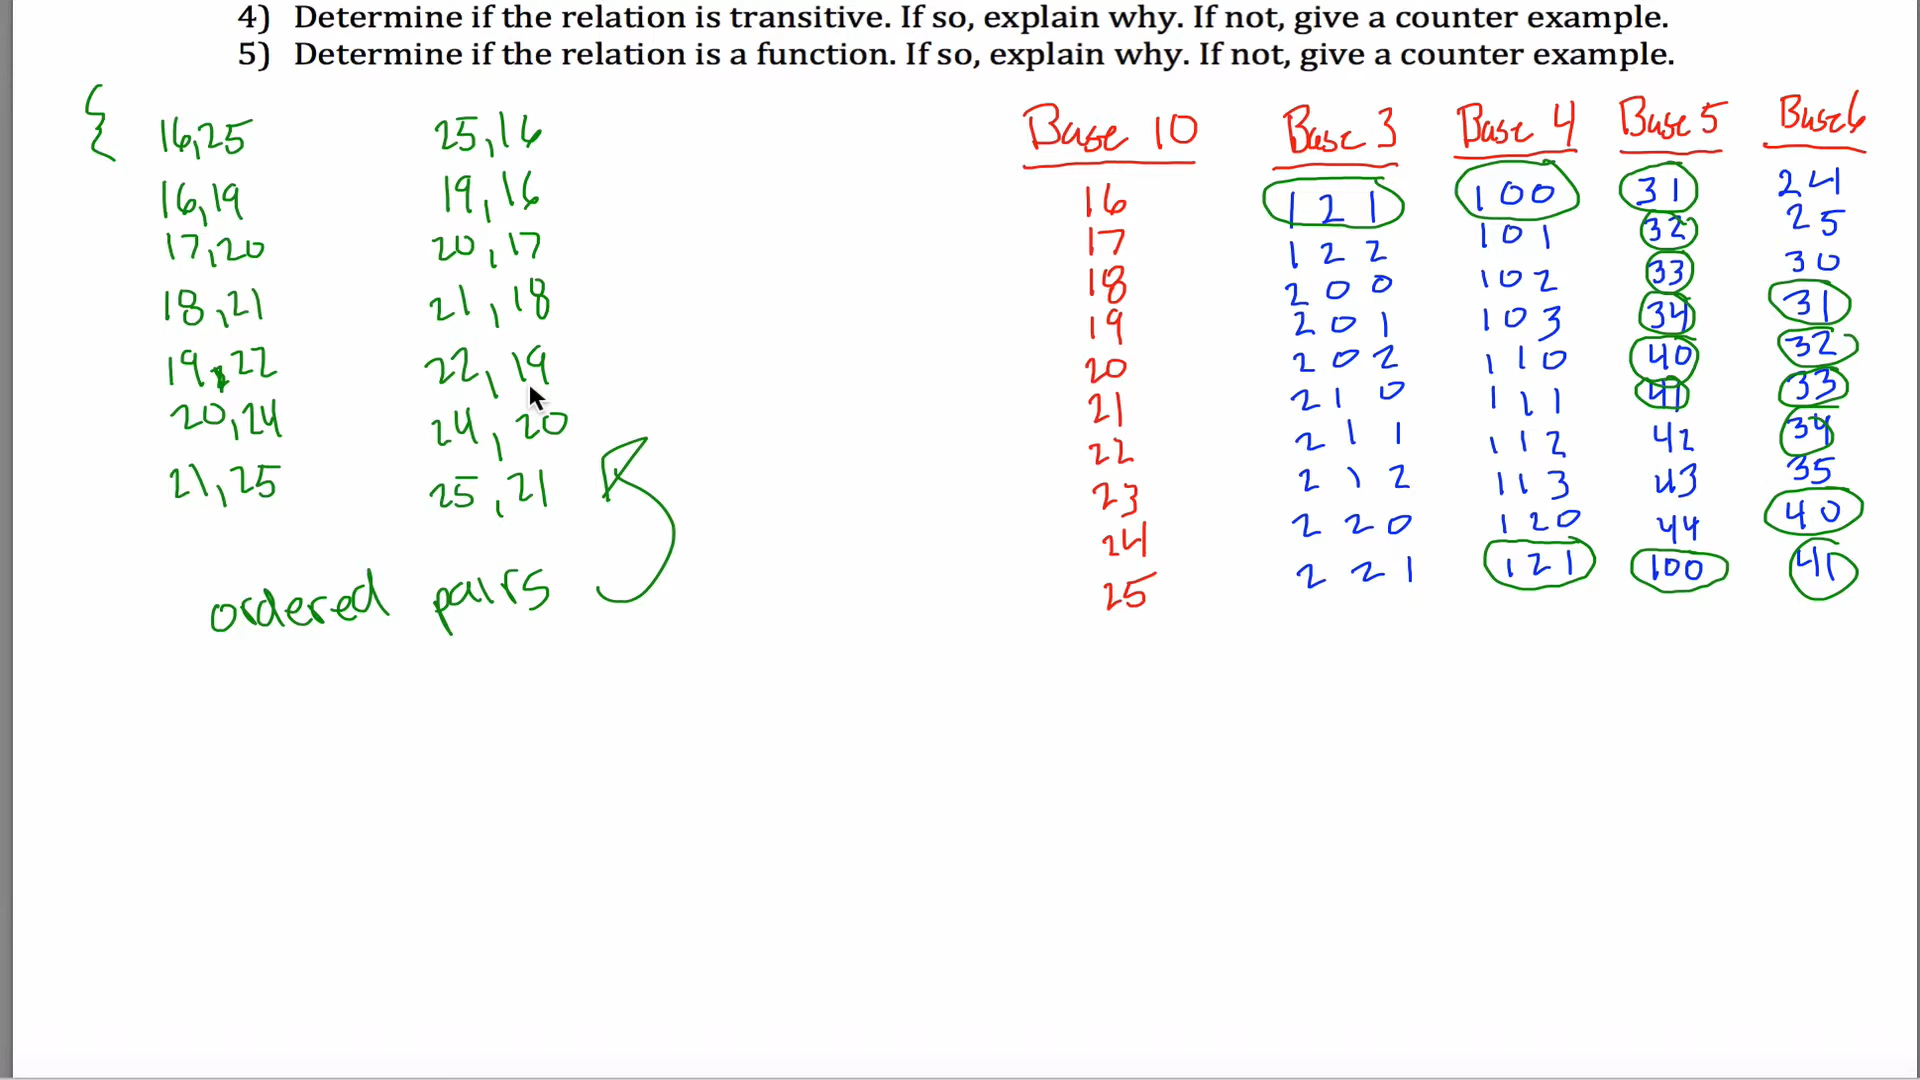 4) Determine if the relation is transitive. If so, explain why. If not, give a counter example.
5) Determine if the relation is a function. If so, explain why. If not, give a counter example.
{ 16,25 25,16
16,19 19,16
17,20 20,17
18,21 21,18
19,22 22,19
20,24 24,20
21,25 25,21
ordered pairs
Base 10 Base 3 Base 4 Base 5 Base 6
16 121 100 31 24
17 122 101 32 25
18 200 102 33 30
19 201 103 34 31
20 202 110 40 32
21 210 111 41 33
22 211 112 42 34
23 212 113 43 35
24 220 120 44 40
25 221 121 100 41